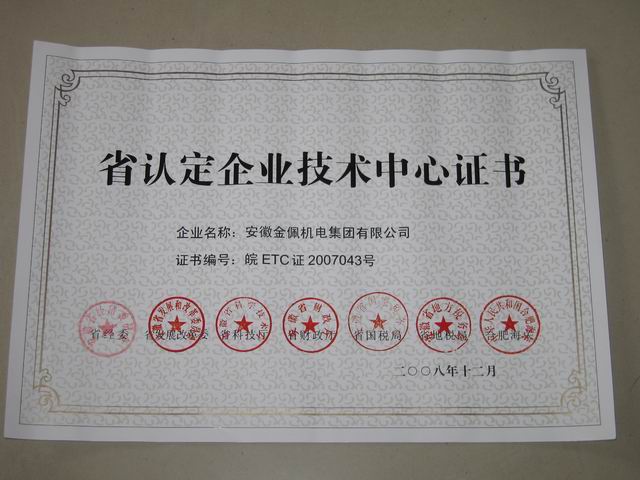 省认定企业技术中心证书
企业名称：安徽金佩机电集团有限公司
证书编号：皖 ETC 证 2007043号
省经委 省发展改革委 省科技厅 省财政厅 省国税局 省地税局 合肥海关
二〇〇八年十二月